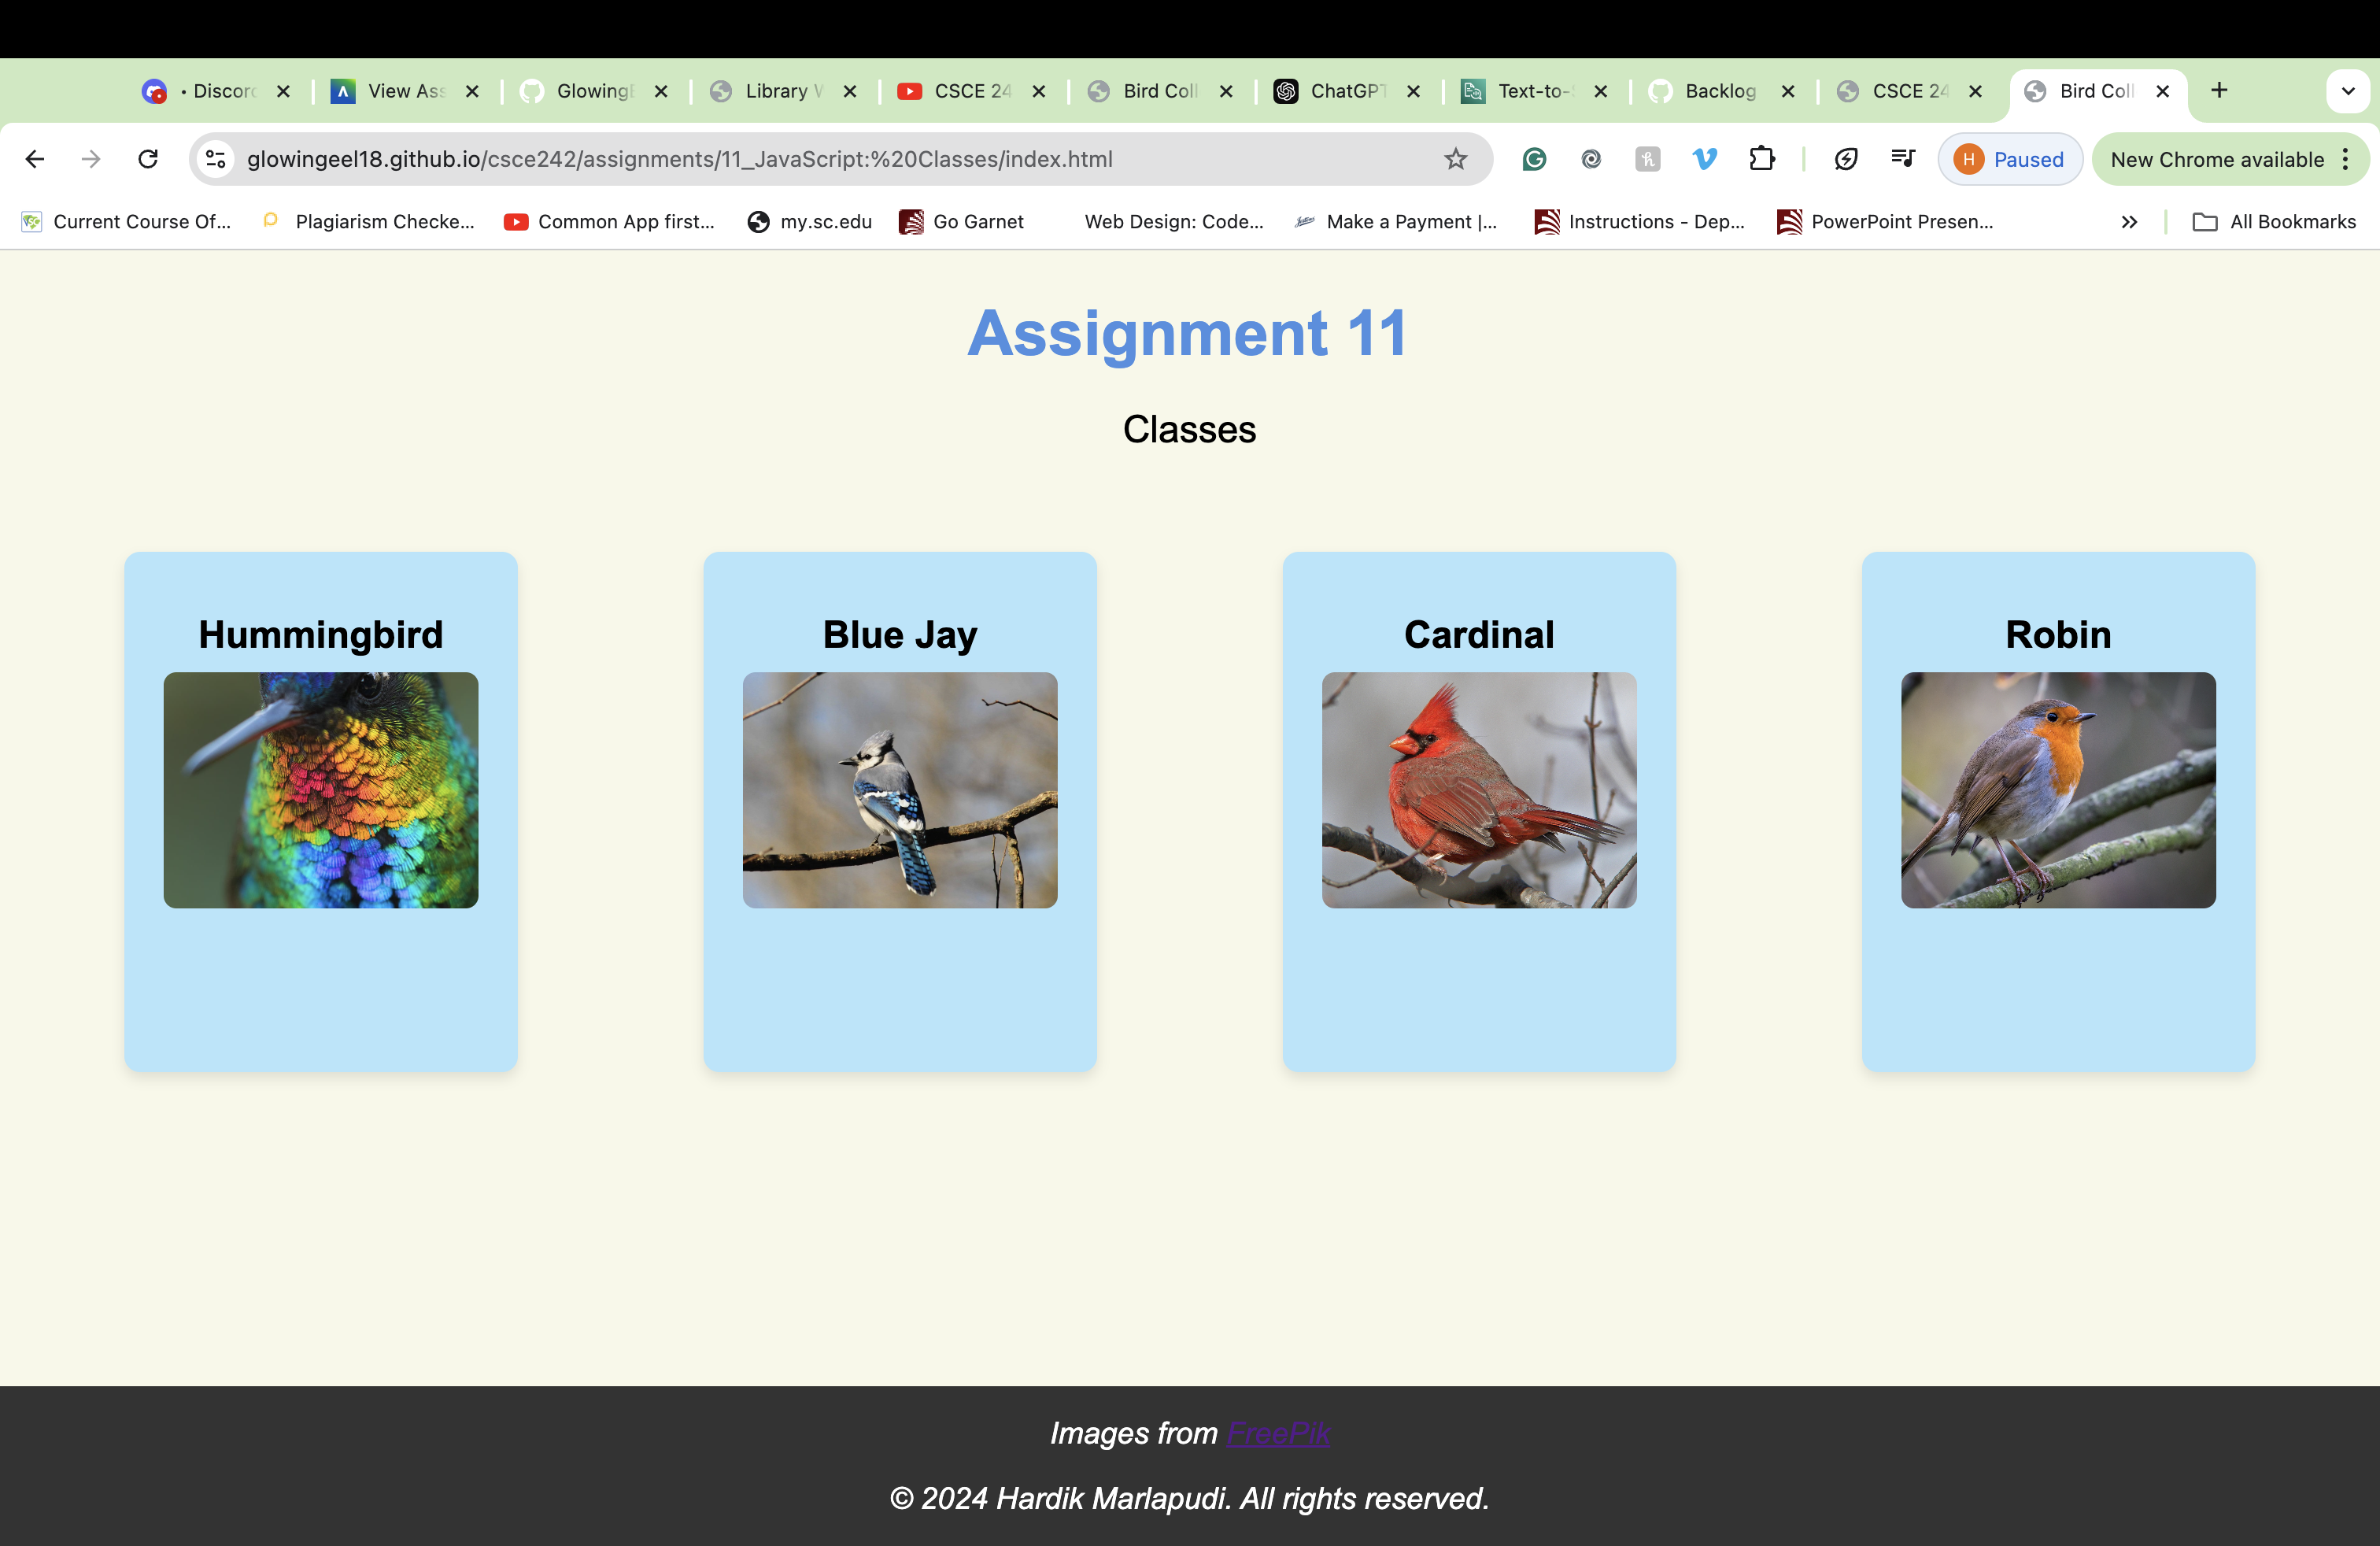 • Discord
View Ass
GlowingE
Library W
CSCE 24
Bird Coll
ChatGPT
Text-to-S
Backlog
CSCE 24
Bird Coll
glowingeel18.github.io/csce242/assignments/11_JavaScript:%20Classes/index.html
H Paused
New Chrome available
Current Course Of...
Plagiarism Checke...
Common App first...
my.sc.edu
Go Garnet
Web Design: Code...
Make a Payment |...
Instructions - Dep...
PowerPoint Presen...
All Bookmarks
Assignment 11
Classes
Hummingbird
Blue Jay
Cardinal
Robin
Images from FreePik
© 2024 Hardik Marlapudi. All rights reserved.